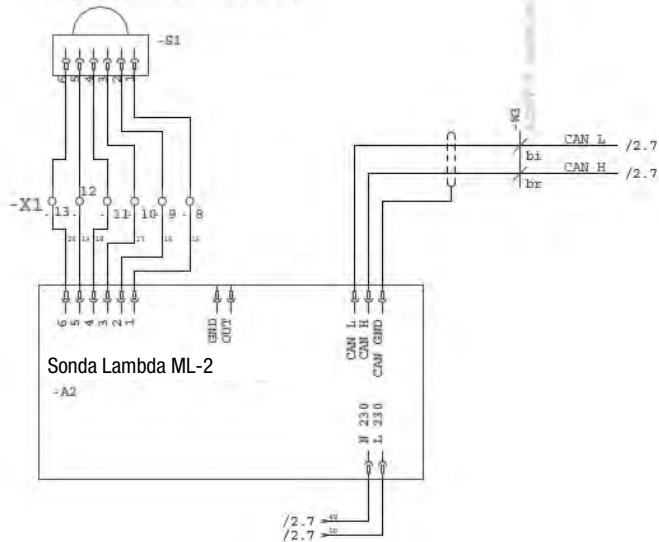 -S1
6 5 4 3 2 1
-W3
CAN L /2.7
bi
CAN H /2.7
br
12
-X1 .13 . .11 .10 .9 .8
6 5 4 3 2 1
GND
OUT
CAN L
CAN H
CAN GND
Sonda Lambda ML-2
-A2
N 230
L 230
/2.7
/2.7